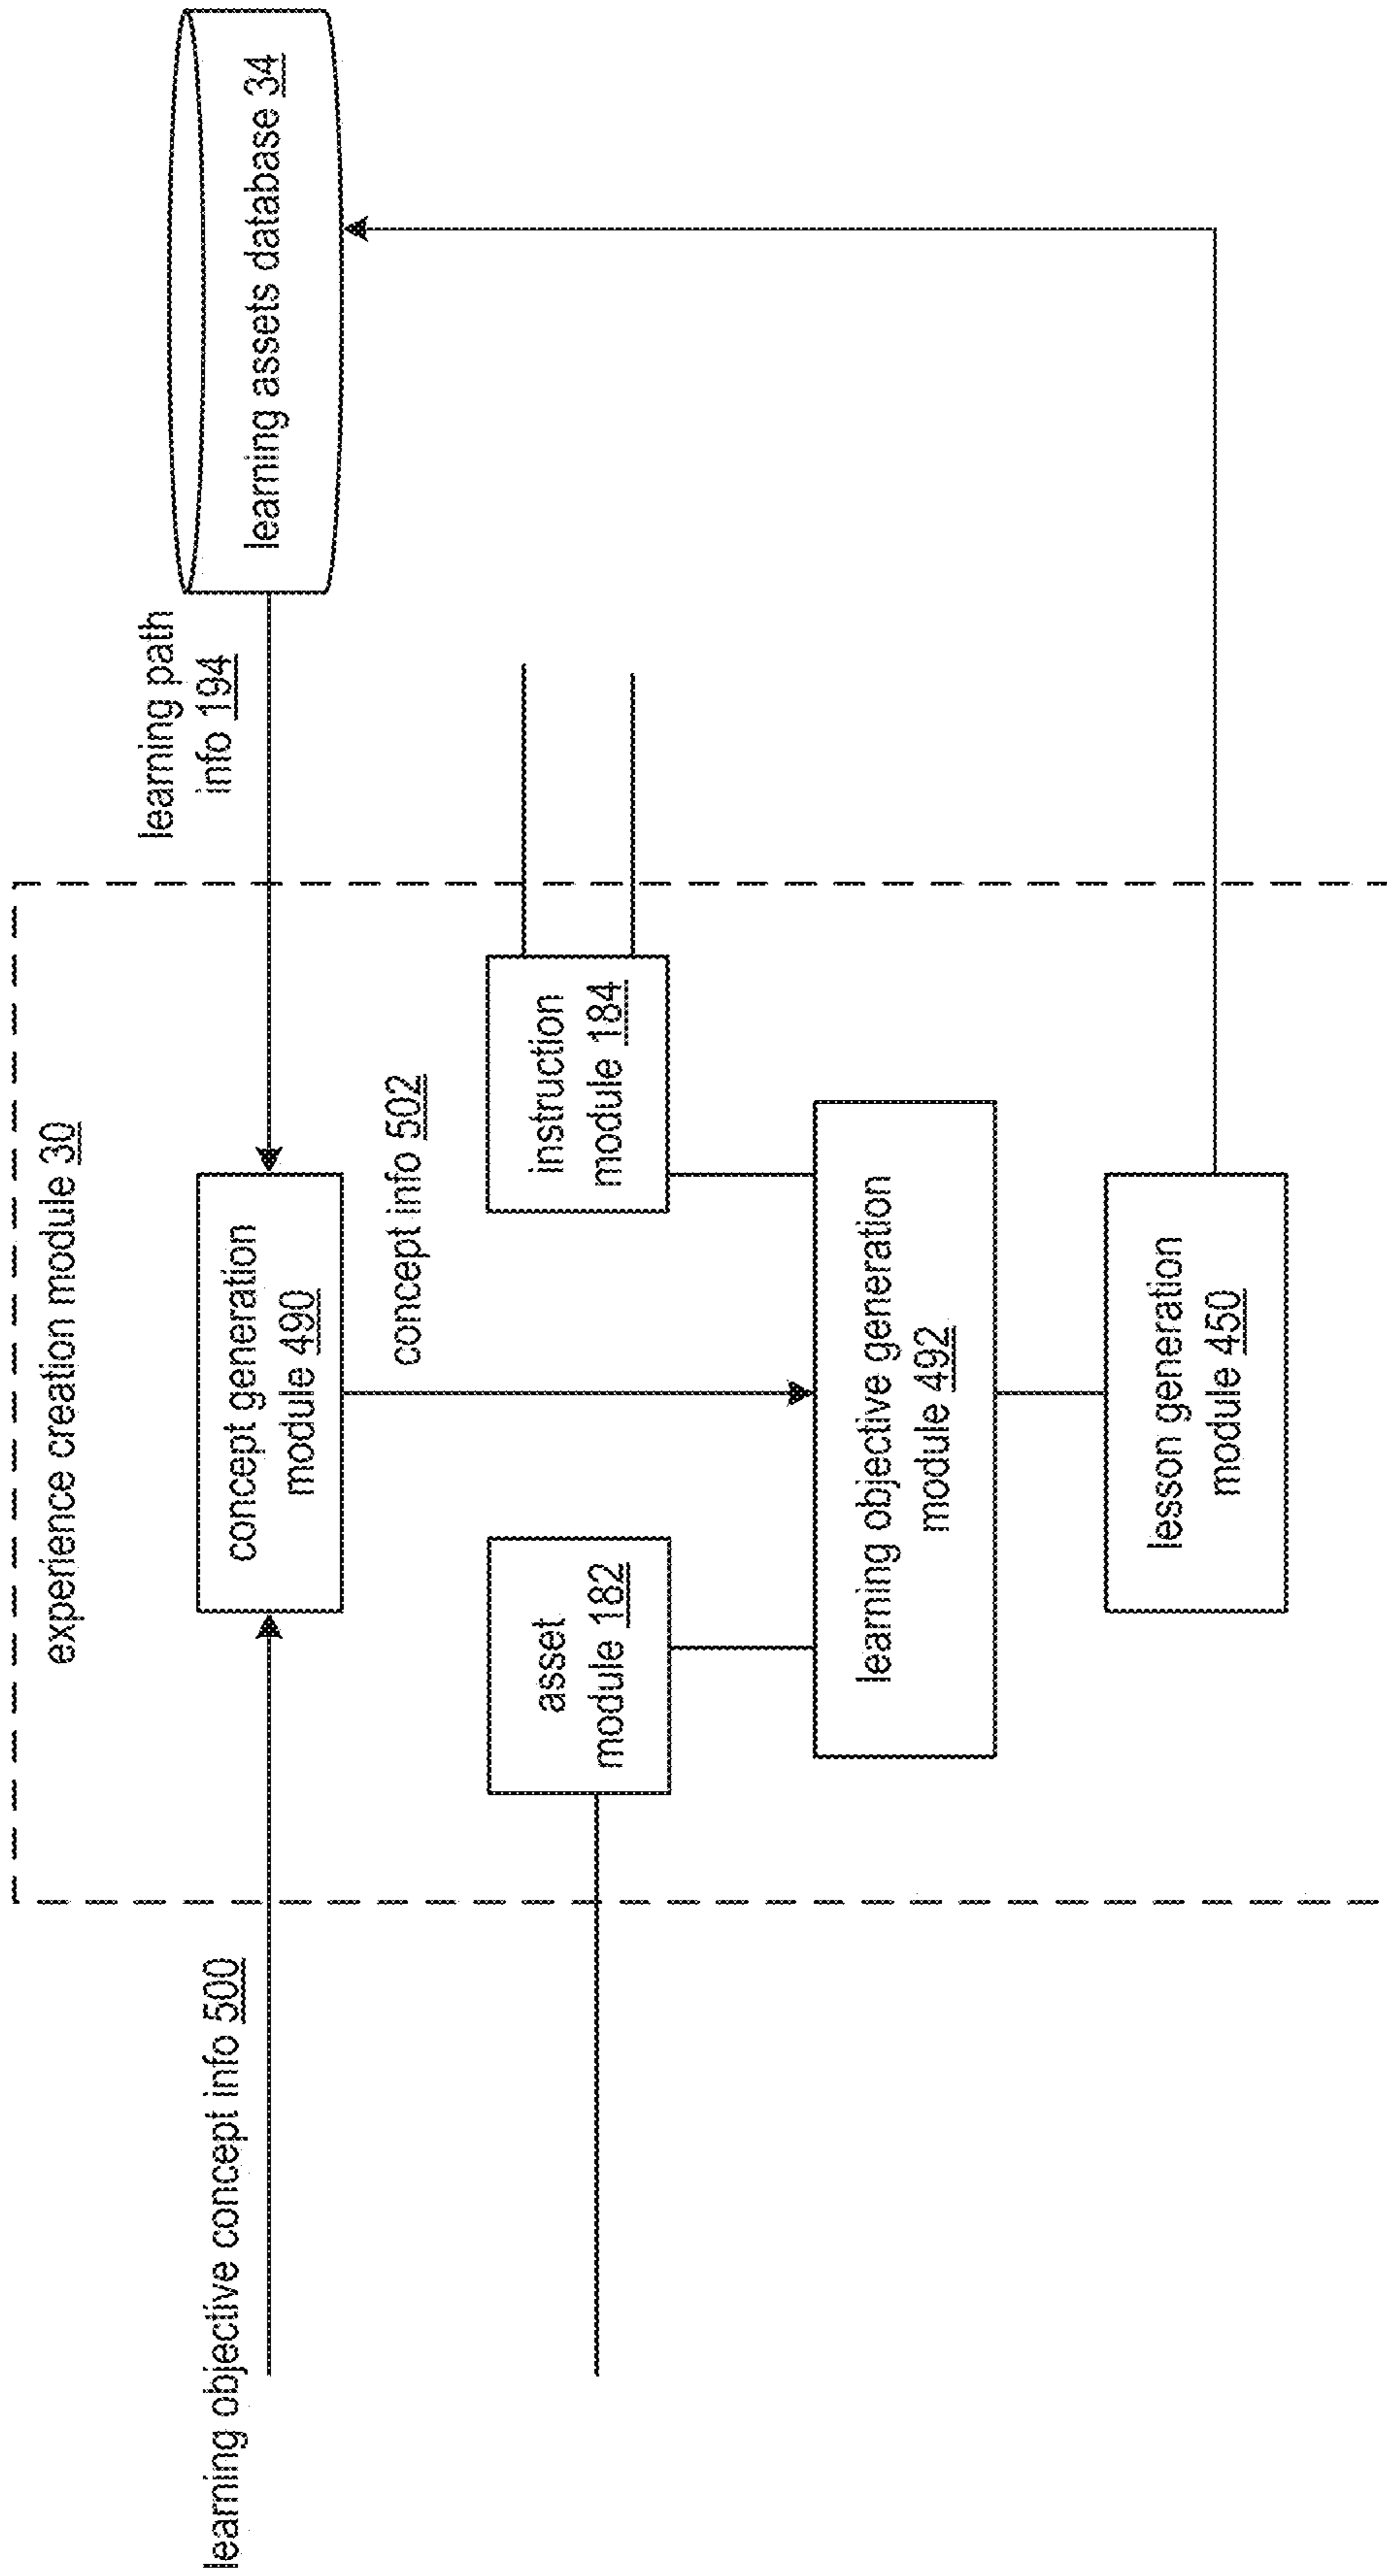 experience creation module 30
learning objective concept info 500
concept generation
module 490
learning path
info 194
learning assets database 34
concept info 502
asset
module 182
instruction
module 184
learning objective generation
module 492
lesson generation
module 450